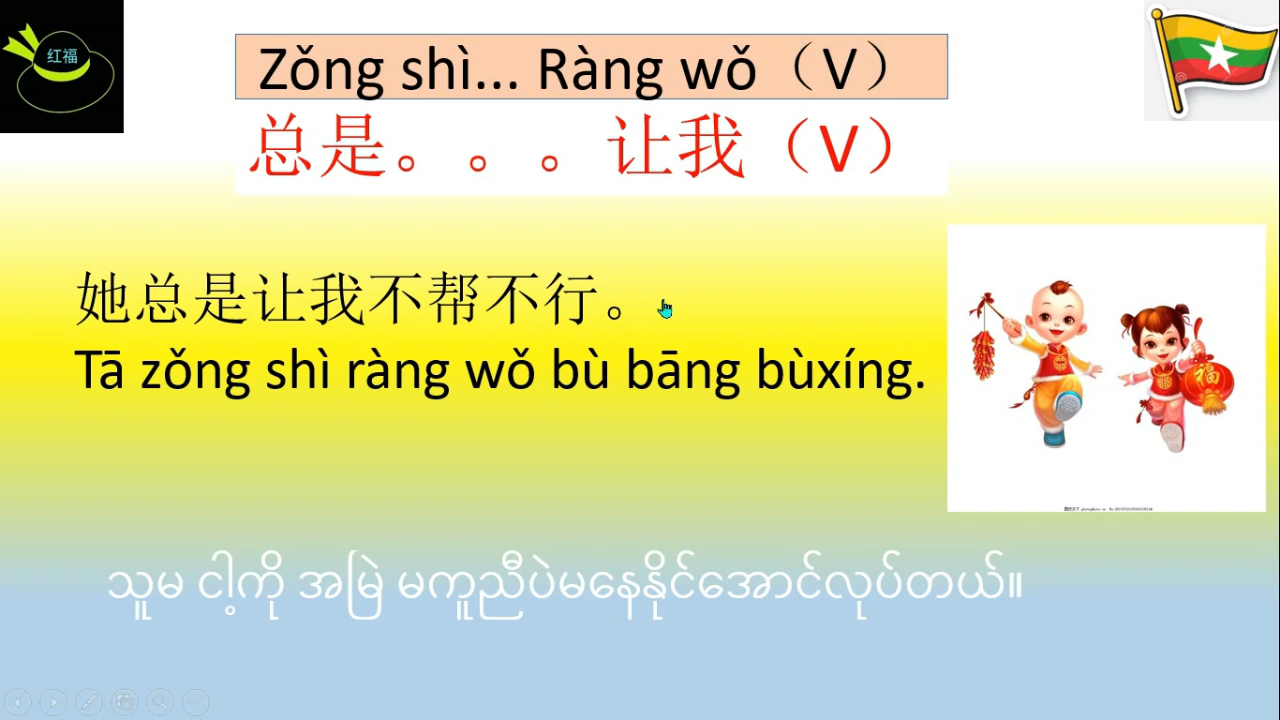 红福
Zǒng shì... Ràng wǒ（V）
总是。。。让我（V）
她总是让我不帮不行。
Tā zǒng shì ràng wǒ bù bāng bùxíng.
福
သူမ ငါ့ကို အမြဲ မကူညီပဲမနေနိုင်အောင်လုပ်တယ်။